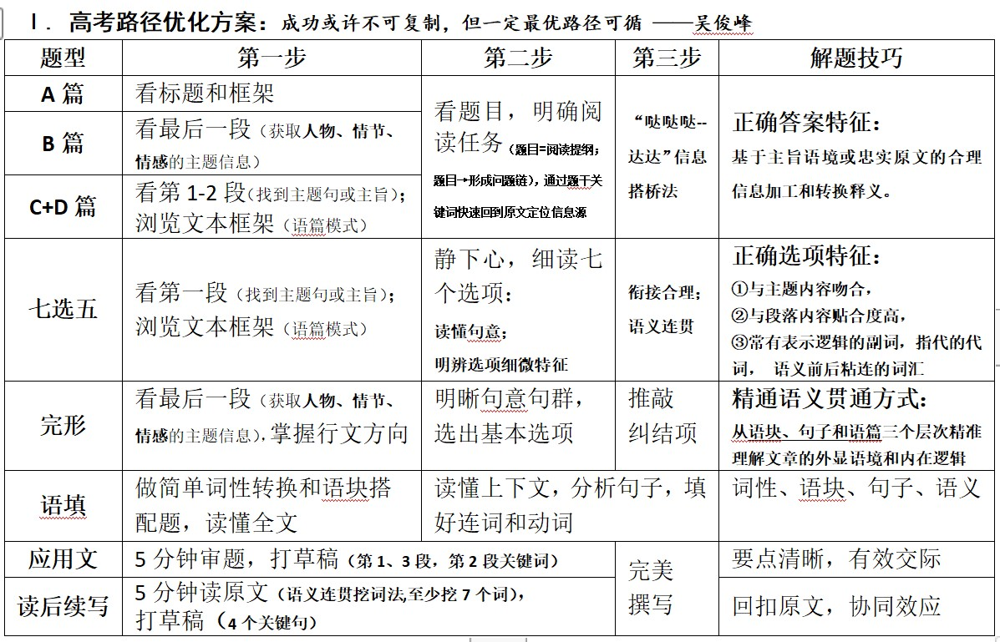 I. 高考路径优化方案：成功或许不可复制，但一定最优路径可循 ——吴俊峰
题型
第一步
第二步
第三步
解题技巧
A 篇
看标题和框架
B 篇
看最后一段（获取人物、情节、
情感的主题信息）
C+D 篇
看第 1-2 段（找到主题句或主旨）；
浏览文本框架（语篇模式）
看题目，明确阅
读任务（题目=阅读提纲；
题目→形成问题链），通过题干关
键词快速回到原文定位信息源
“哒哒哒--
达达”信息
搭桥法
正确答案特征：
基于主旨语境或忠实原文的合理
信息加工和转换释义。
七选五
看第一段（找到主题句或主旨）；
浏览文本框架（语篇模式）
静下心，细读七
个选项：
读懂句意；
明辨选项细微特征
衔接合理；
语义连贯
正确选项特征：
①与主题内容吻合，
②与段落内容贴合度高，
③常有表示逻辑的副词，指代的代
词， 语义前后粘连的词汇
完形
看最后一段（获取人物、情节、
情感的主题信息），掌握行文方向
明晰句意句群，
选出基本选项
推敲
纠结项
精通语义贯通方式：
从语块、句子和语篇三个层次精准
理解文章的外显语境和内在逻辑
语填
做简单词性转换和语块搭
配题，读懂全文
读懂上下文，分析句子，填
好连词和动词
词性、语块、句子、语义
应用文
5 分钟审题，打草稿（第 1、3 段，第 2 段关键词）
完美
撰写
要点清晰，有效交际
读后续写
5 分钟读原文（语义连贯挖词法,至少挖 7 个词），
打草稿（4 个关键句）
回扣原文，协同效应